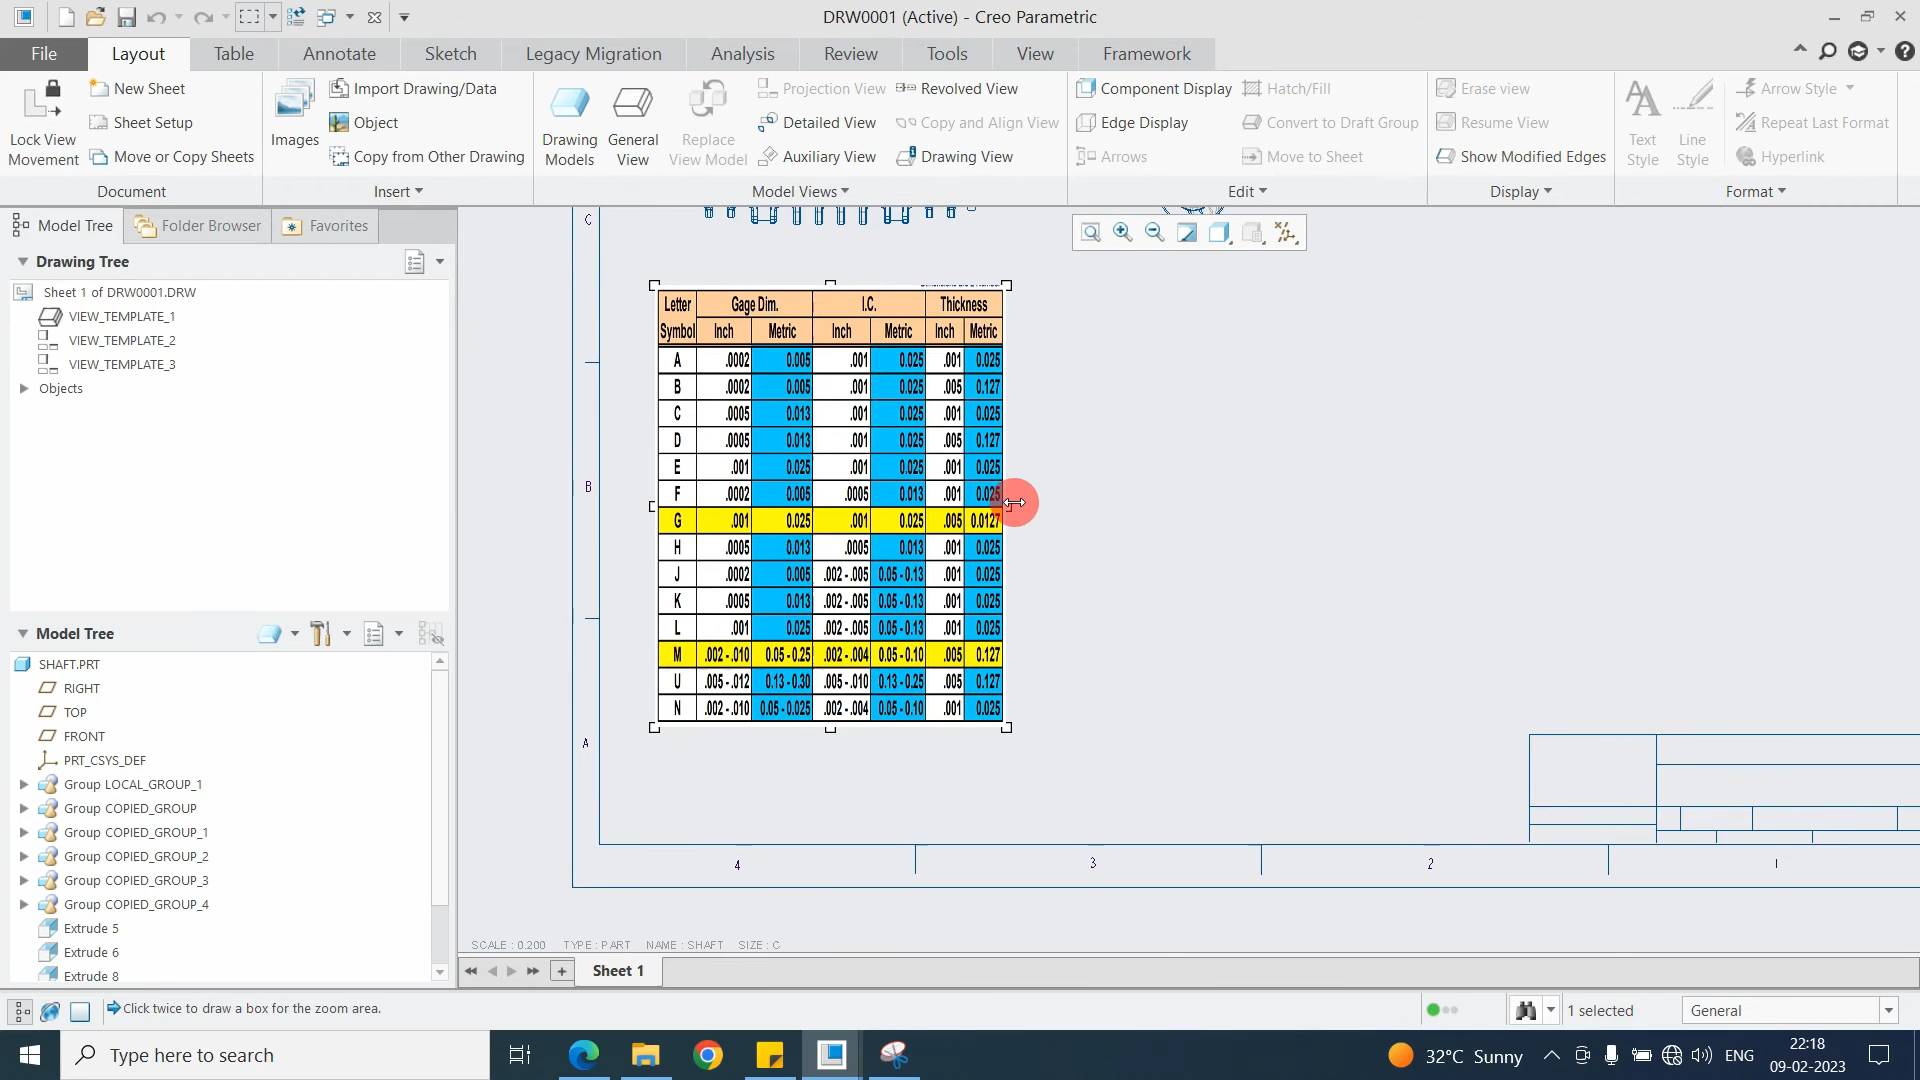 DRW0001 (Active) - Creo Parametric
File Layout Table Annotate Sketch Legacy Migration Analysis Review Tools View Framework
Lock View Movement
New Sheet
Sheet Setup
Move or Copy Sheets
Document
Images
Import Drawing/Data
Object
Copy from Other Drawing
Insert
Drawing Models
General View
Replace View Model
Projection View
Detailed View
Auxiliary View
Revolved View
Copy and Align View
Drawing View
Model Views
Component Display
Edge Display
Arrows
Hatch/Fill
Convert to Draft Group
Move to Sheet
Edit
Erase view
Resume View
Show Modified Edges
Display
Text Style
Line Style
Arrow Style
Repeat Last Format
Hyperlink
Format
Model Tree Folder Browser Favorites
Drawing Tree
Sheet 1 of DRW0001.DRW
VIEW_TEMPLATE_1
VIEW_TEMPLATE_2
VIEW_TEMPLATE_3
Objects
Model Tree
SHAFT.PRT
RIGHT
TOP
FRONT
PRT_CSYS_DEF
Group LOCAL_GROUP_1
Group COPIED_GROUP
Group COPIED_GROUP_1
Group COPIED_GROUP_2
Group COPIED_GROUP_3
Group COPIED_GROUP_4
Extrude 5
Extrude 6
Extrude 8
C
B
A
Letter Gage Dim. I.C. Thickness
Symbol Inch Metric Inch Metric Inch Metric
A .0002 0.005 .001 0.025 .001 0.025
B .0002 0.005 .001 0.025 .005 0.127
C .0005 0.013 .001 0.025 .001 0.025
D .0005 0.013 .001 0.025 .005 0.127
E .001 0.025 .001 0.025 .001 0.025
F .0002 0.005 .0005 0.013 .001 0.025
G .001 0.025 .001 0.025 .005 0.0127
H .0005 0.013 .0005 0.013 .001 0.025
J .0002 0.005 .002 - .005 0.05 - 0.13 .001 0.025
K .0005 0.013 .002 - .005 0.05 - 0.13 .001 0.025
L .001 0.025 .002 - .005 0.05 - 0.13 .001 0.025
M .002 - .010 0.05 - 0.25 .002 - .004 0.05 - 0.10 .005 0.127
U .005 - .012 0.13 - 0.30 .005 - .010 0.13 - 0.25 .005 0.127
N .002 - .010 0.05 - 0.025 .002 - .004 0.05 - 0.10 .001 0.025
4 3 2 1
SCALE : 0.200 TYPE : PART NAME : SHAFT SIZE : C
Sheet 1
Click twice to draw a box for the zoom area.
1 selected
General
Type here to search
32°C Sunny
ENG
22:18
09-02-2023